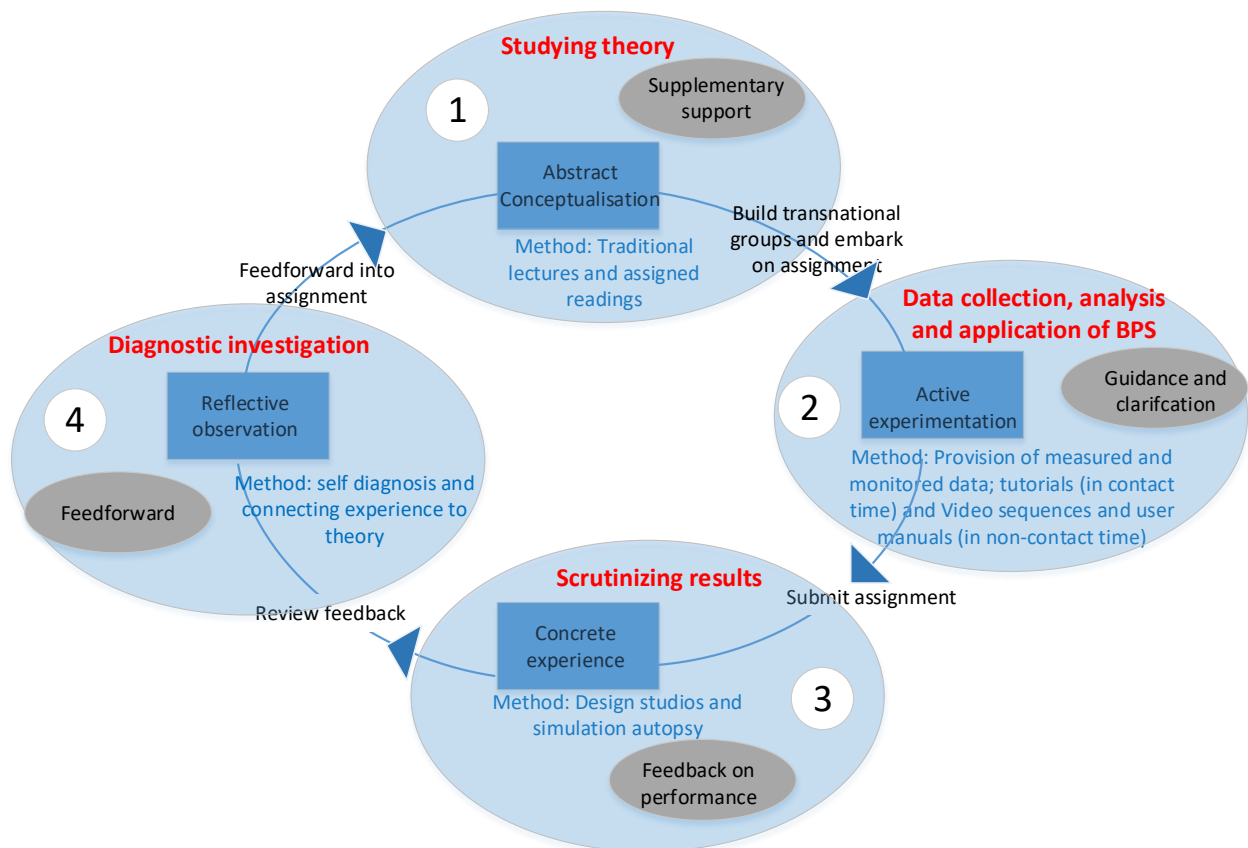 Studying theory
1
Supplementary
support
Abstract
Conceptualisation
Method: Traditional
lectures and assigned
readings
Build transnational
groups and embark
on assignment
Data collection, analysis
and application of BPS
2
Guidance and
clarifcation
Active
experimentation
Method: Provision of measured and
monitored data; tutorials (in contact
time) and Video sequences and user
manuals (in non-contact time)
Submit assignment
Scrutinizing results
Concrete
experience
3
Method: Design studios and
simulation autopsy
Feedback on
performance
Review feedback
Diagnostic investigation
4
Reflective
observation
Feedforward
Method: self diagnosis and
connecting experience to
theory
Feedforward into
assignment